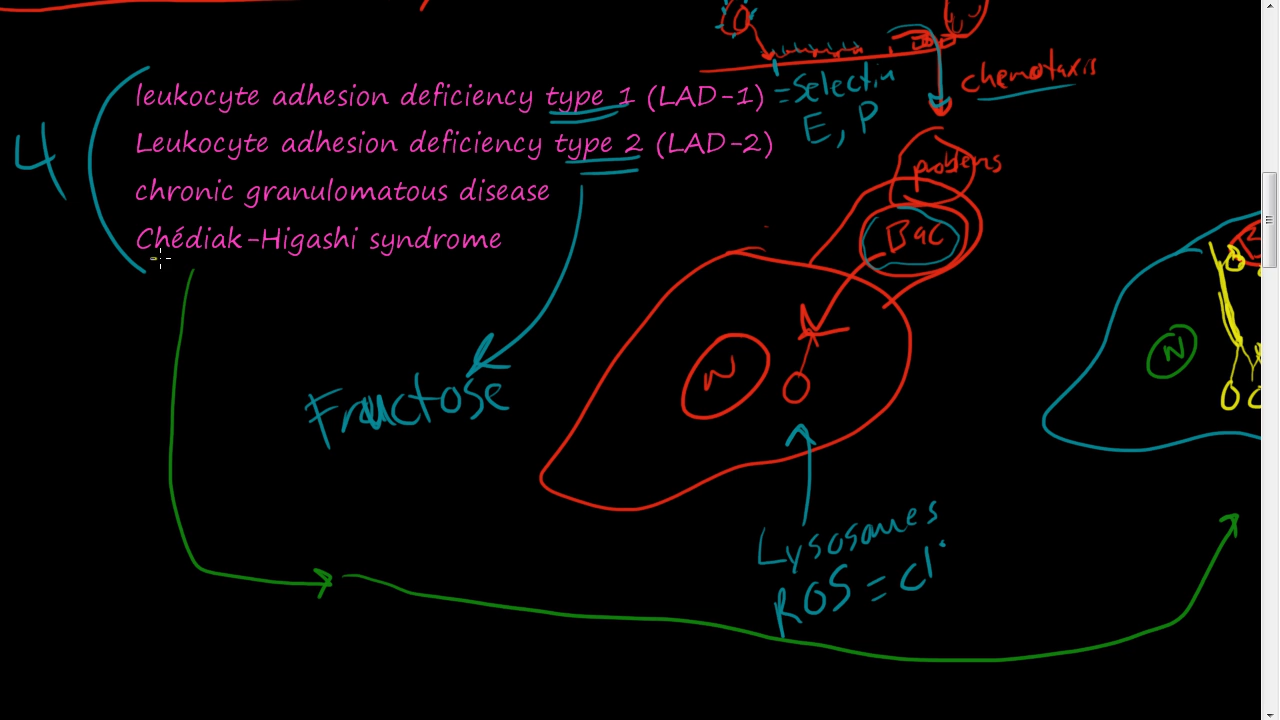 chemotaxis
leukocyte adhesion deficiency type 1 (LAD-1) = Selectin
E, P
4
Leukocyte adhesion deficiency type 2 (LAD-2)
chronic granulomatous disease
Chédiak-Higashi syndrome
Bac
N
N
Fructose
Lysosomes
ROS = cl